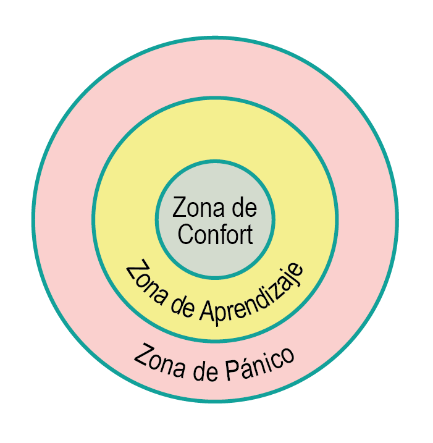 Zona de
Confort
Zona de Aprendizaje
Zona de Pánico